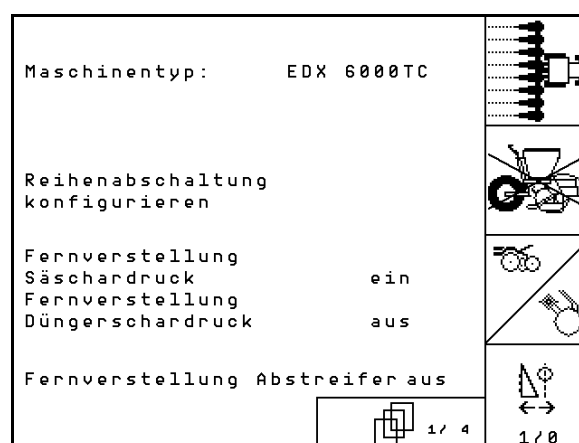 Maschinentyp: EDX 6000TC
Reihenabschaltung
konfigurieren
Fernverstellung
Säschardruck ein
Fernverstellung
Düngerschardruck aus
Fernverstellung Abstreifer aus
1/ 4
1/0